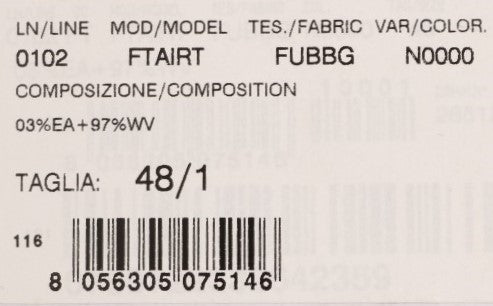 LN/LINE MOD/MODEL TES./FABRIC VAR/COLOR.
0102 FTAIRT FUBBG N0000
COMPOSIZIONE/COMPOSITION
03%EA+97%WV
TAGLIA: 48/1
116
8 056305 075146